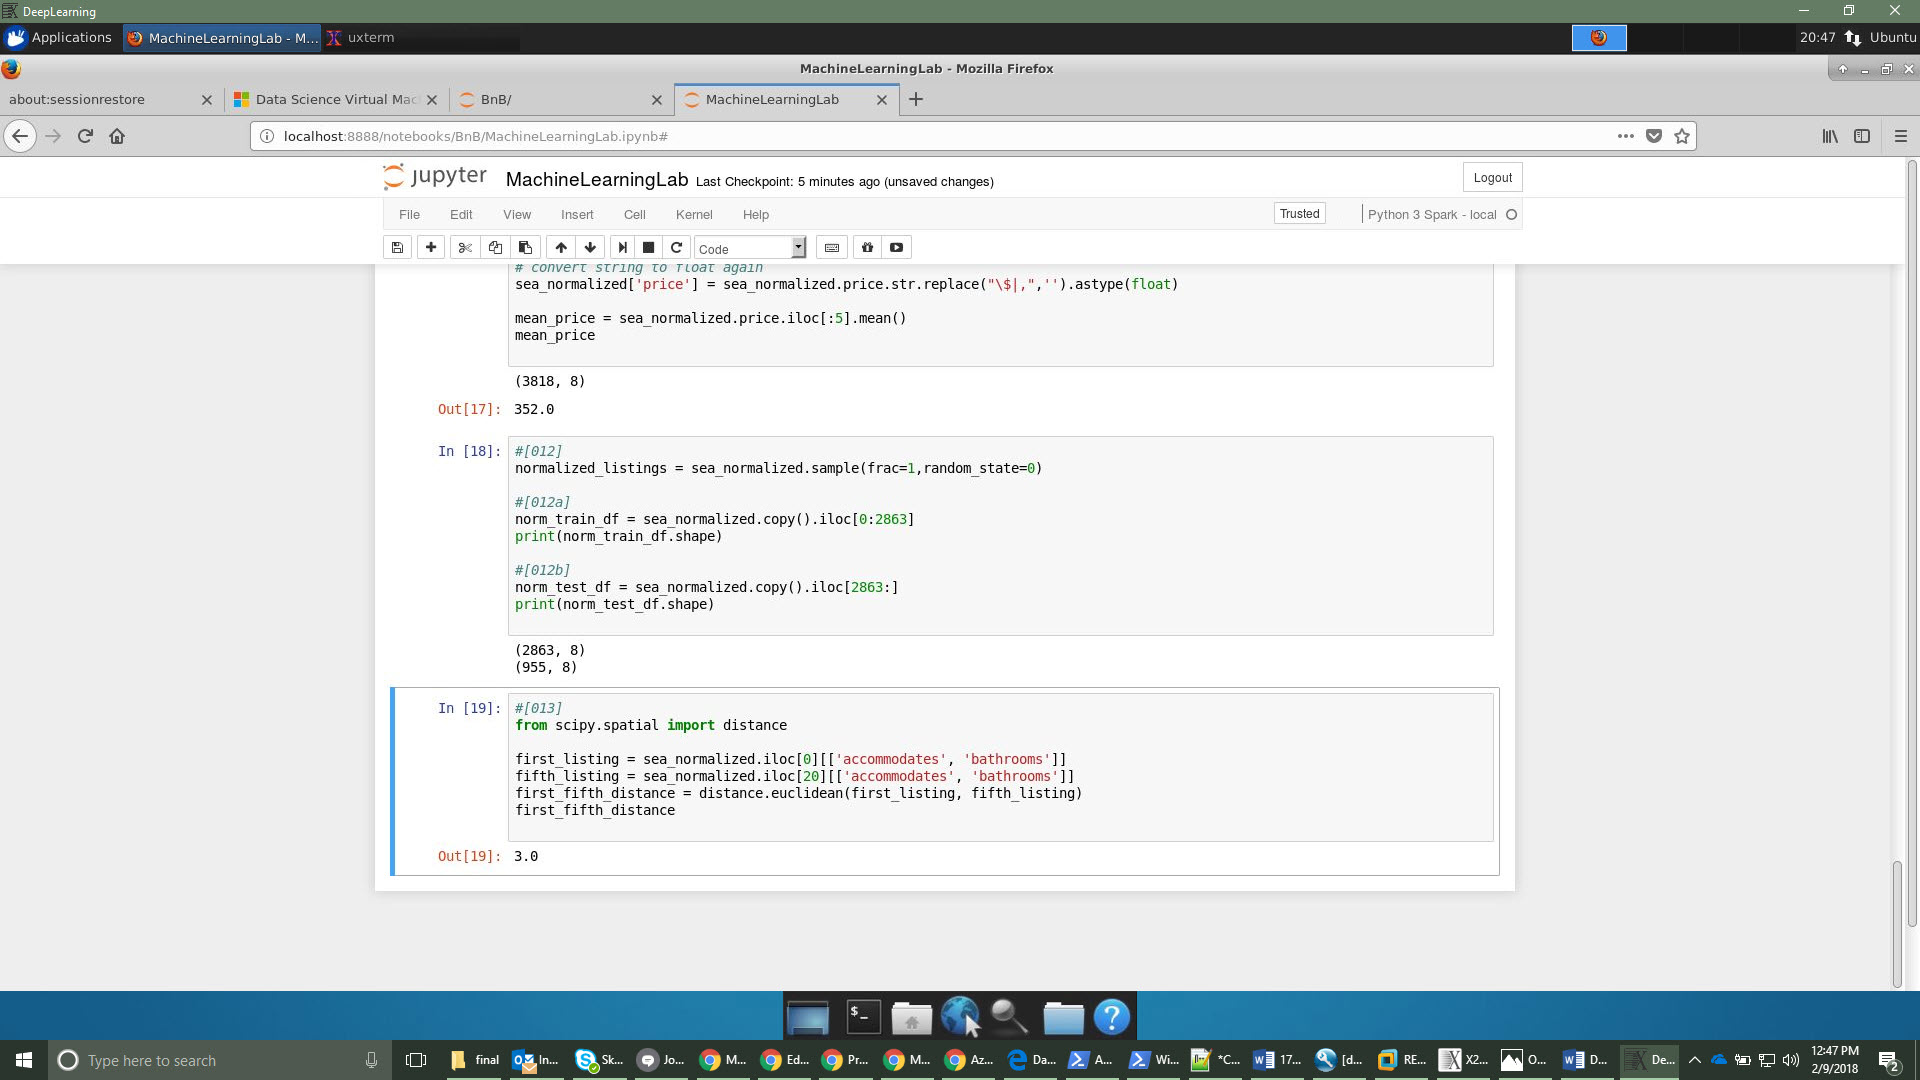 DeepLearning
Applications
MachineLearningLab - M...
uxterm
20:47
Ubuntu
MachineLearningLab - Mozilla Firefox
about:sessionrestore
Data Science Virtual Mac
BnB/
MachineLearningLab
localhost:8888/notebooks/BnB/MachineLearningLab.ipynb#
jupyter
MachineLearningLab Last Checkpoint: 5 minutes ago (unsaved changes)
Logout
File Edit View Insert Cell Kernel Help
Trusted
Python 3 Spark - local
Code
# convert string to float again
sea_normalized['price'] = sea_normalized.price.str.replace("\$|,",'').astype(float)
mean_price = sea_normalized.price.iloc[:5].mean()
mean_price
(3818, 8)
Out[17]: 352.0
In [18]: #[012]
normalized_listings = sea_normalized.sample(frac=1,random_state=0)
#[012a]
norm_train_df = sea_normalized.copy().iloc[0:2863]
print(norm_train_df.shape)
#[012b]
norm_test_df = sea_normalized.copy().iloc[2863:]
print(norm_test_df.shape)
(2863, 8)
(955, 8)
In [19]: #[013]
from scipy.spatial import distance
first_listing = sea_normalized.iloc[0][['accommodates', 'bathrooms']]
fifth_listing = sea_normalized.iloc[20][['accommodates', 'bathrooms']]
first_fifth_distance = distance.euclidean(first_listing, fifth_listing)
first_fifth_distance
Out[19]: 3.0
$_
?
Type here to search
final
In...
Sk...
Jo...
M...
Ed...
Pr...
M...
Az...
Da...
A...
Wi...
*C...
17...
[d...
RE...
X2...
O...
D...
De...
12:47 PM
2/9/2018
2